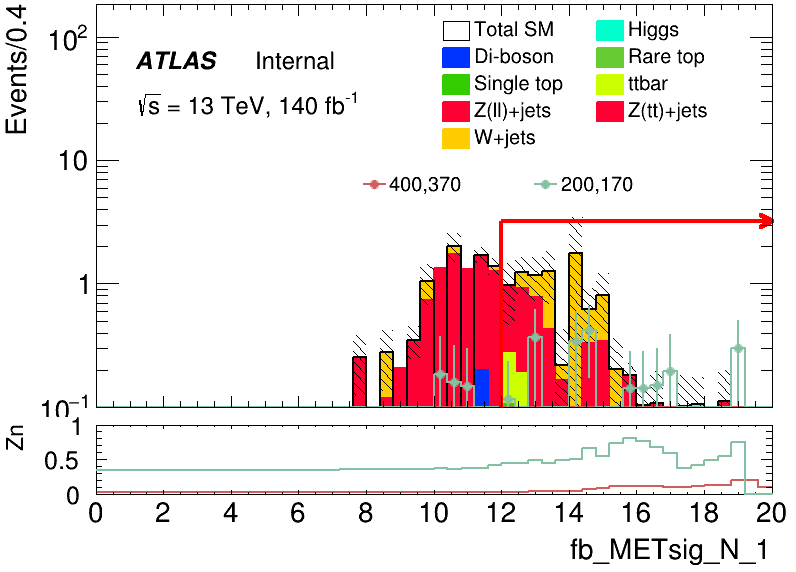 Events/0.4
10²
10
1
10⁻¹
ATLAS Internal
√s = 13 TeV, 140 fb⁻¹
Total SM
Higgs
Di-boson
Rare top
Single top
ttbar
Z(ll)+jets
Z(tt)+jets
W+jets
400,370
200,170
Zn
1
0.5
0
0 2 4 6 8 10 12 14 16 18 20
fb_METsig_N_1